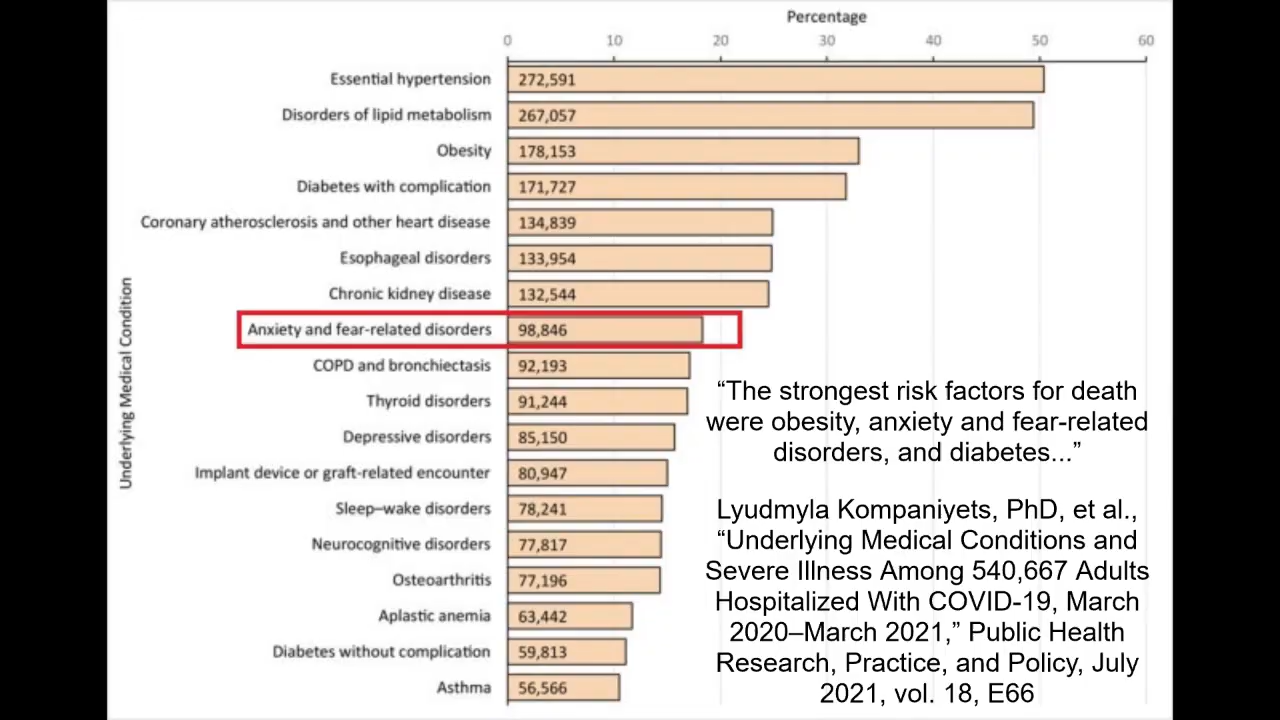 Percentage
0 10 20 30 40 50 60
Underlying Medical Condition
Essential hypertension 272,591
Disorders of lipid metabolism 267,057
Obesity 178,153
Diabetes with complication 171,727
Coronary atherosclerosis and other heart disease 134,839
Esophageal disorders 133,954
Chronic kidney disease 132,544
Anxiety and fear-related disorders 98,846
COPD and bronchiectasis 92,193
Thyroid disorders 91,244
Depressive disorders 85,150
Implant device or graft-related encounter 80,947
Sleep–wake disorders 78,241
Neurocognitive disorders 77,817
Osteoarthritis 77,196
Aplastic anemia 63,442
Diabetes without complication 59,813
Asthma 56,566
“The strongest risk factors for death
were obesity, anxiety and fear-related
disorders, and diabetes...”
Lyudmyla Kompaniyets, PhD, et al.,
“Underlying Medical Conditions and
Severe Illness Among 540,667 Adults
Hospitalized With COVID-19, March
2020–March 2021,” Public Health
Research, Practice, and Policy, July
2021, vol. 18, E66